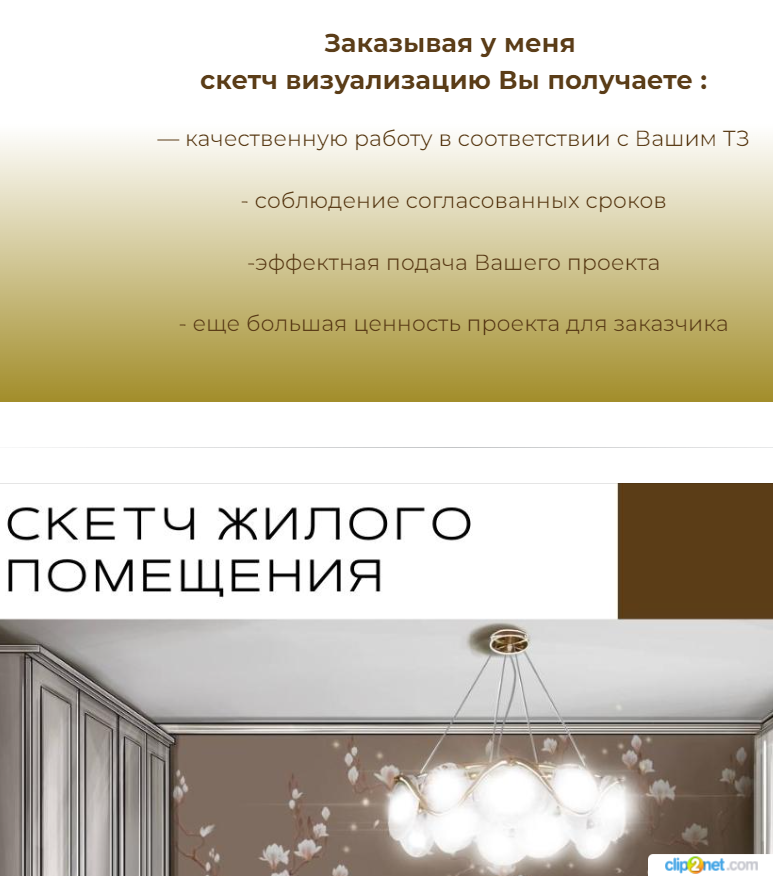 Заказывая у меня
скетч визуализацию Вы получаете :
— качественную работу в соответствии с Вашим ТЗ
- соблюдение согласованных сроков
-эффектная подача Вашего проекта
- еще большая ценность проекта для заказчика
СКЕТЧ ЖИЛОГО
ПОМЕЩЕНИЯ
clip2net.com